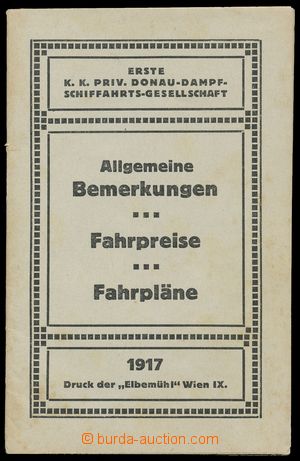 ERSTE
K. K. PRIV. DONAU-DAMPF-
SCHIFFAHRTS-GESELLSCHAFT
Allgemeine
Bemerkungen
Fahrpreise
Fahrpläne
1917
Druck der „Elbemühl" Wien IX.
burda-auction.com